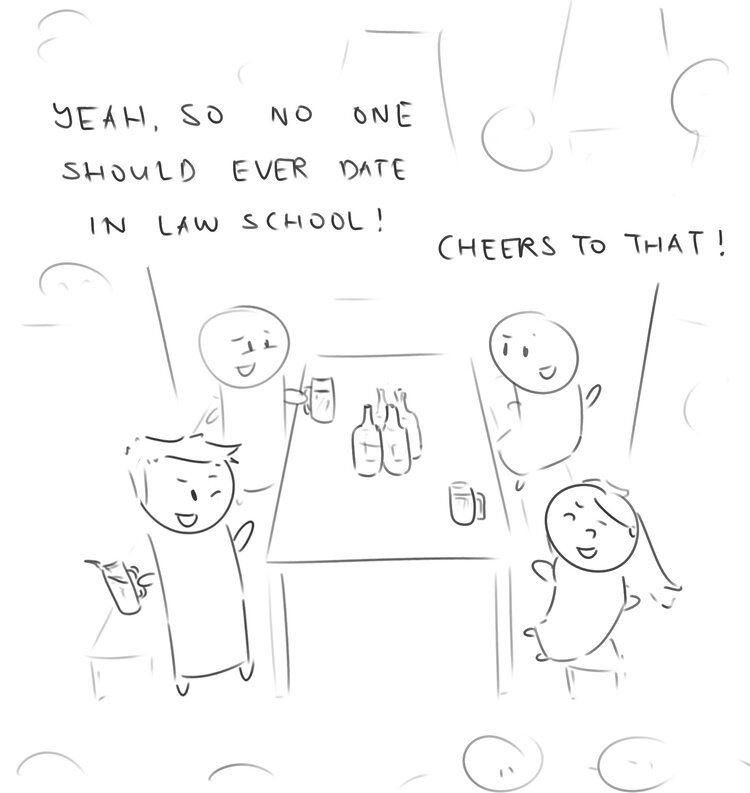 YEAH, SO NO ONE
SHOULD EVER DATE
IN LAW SCHOOL!
CHEERS TO THAT!